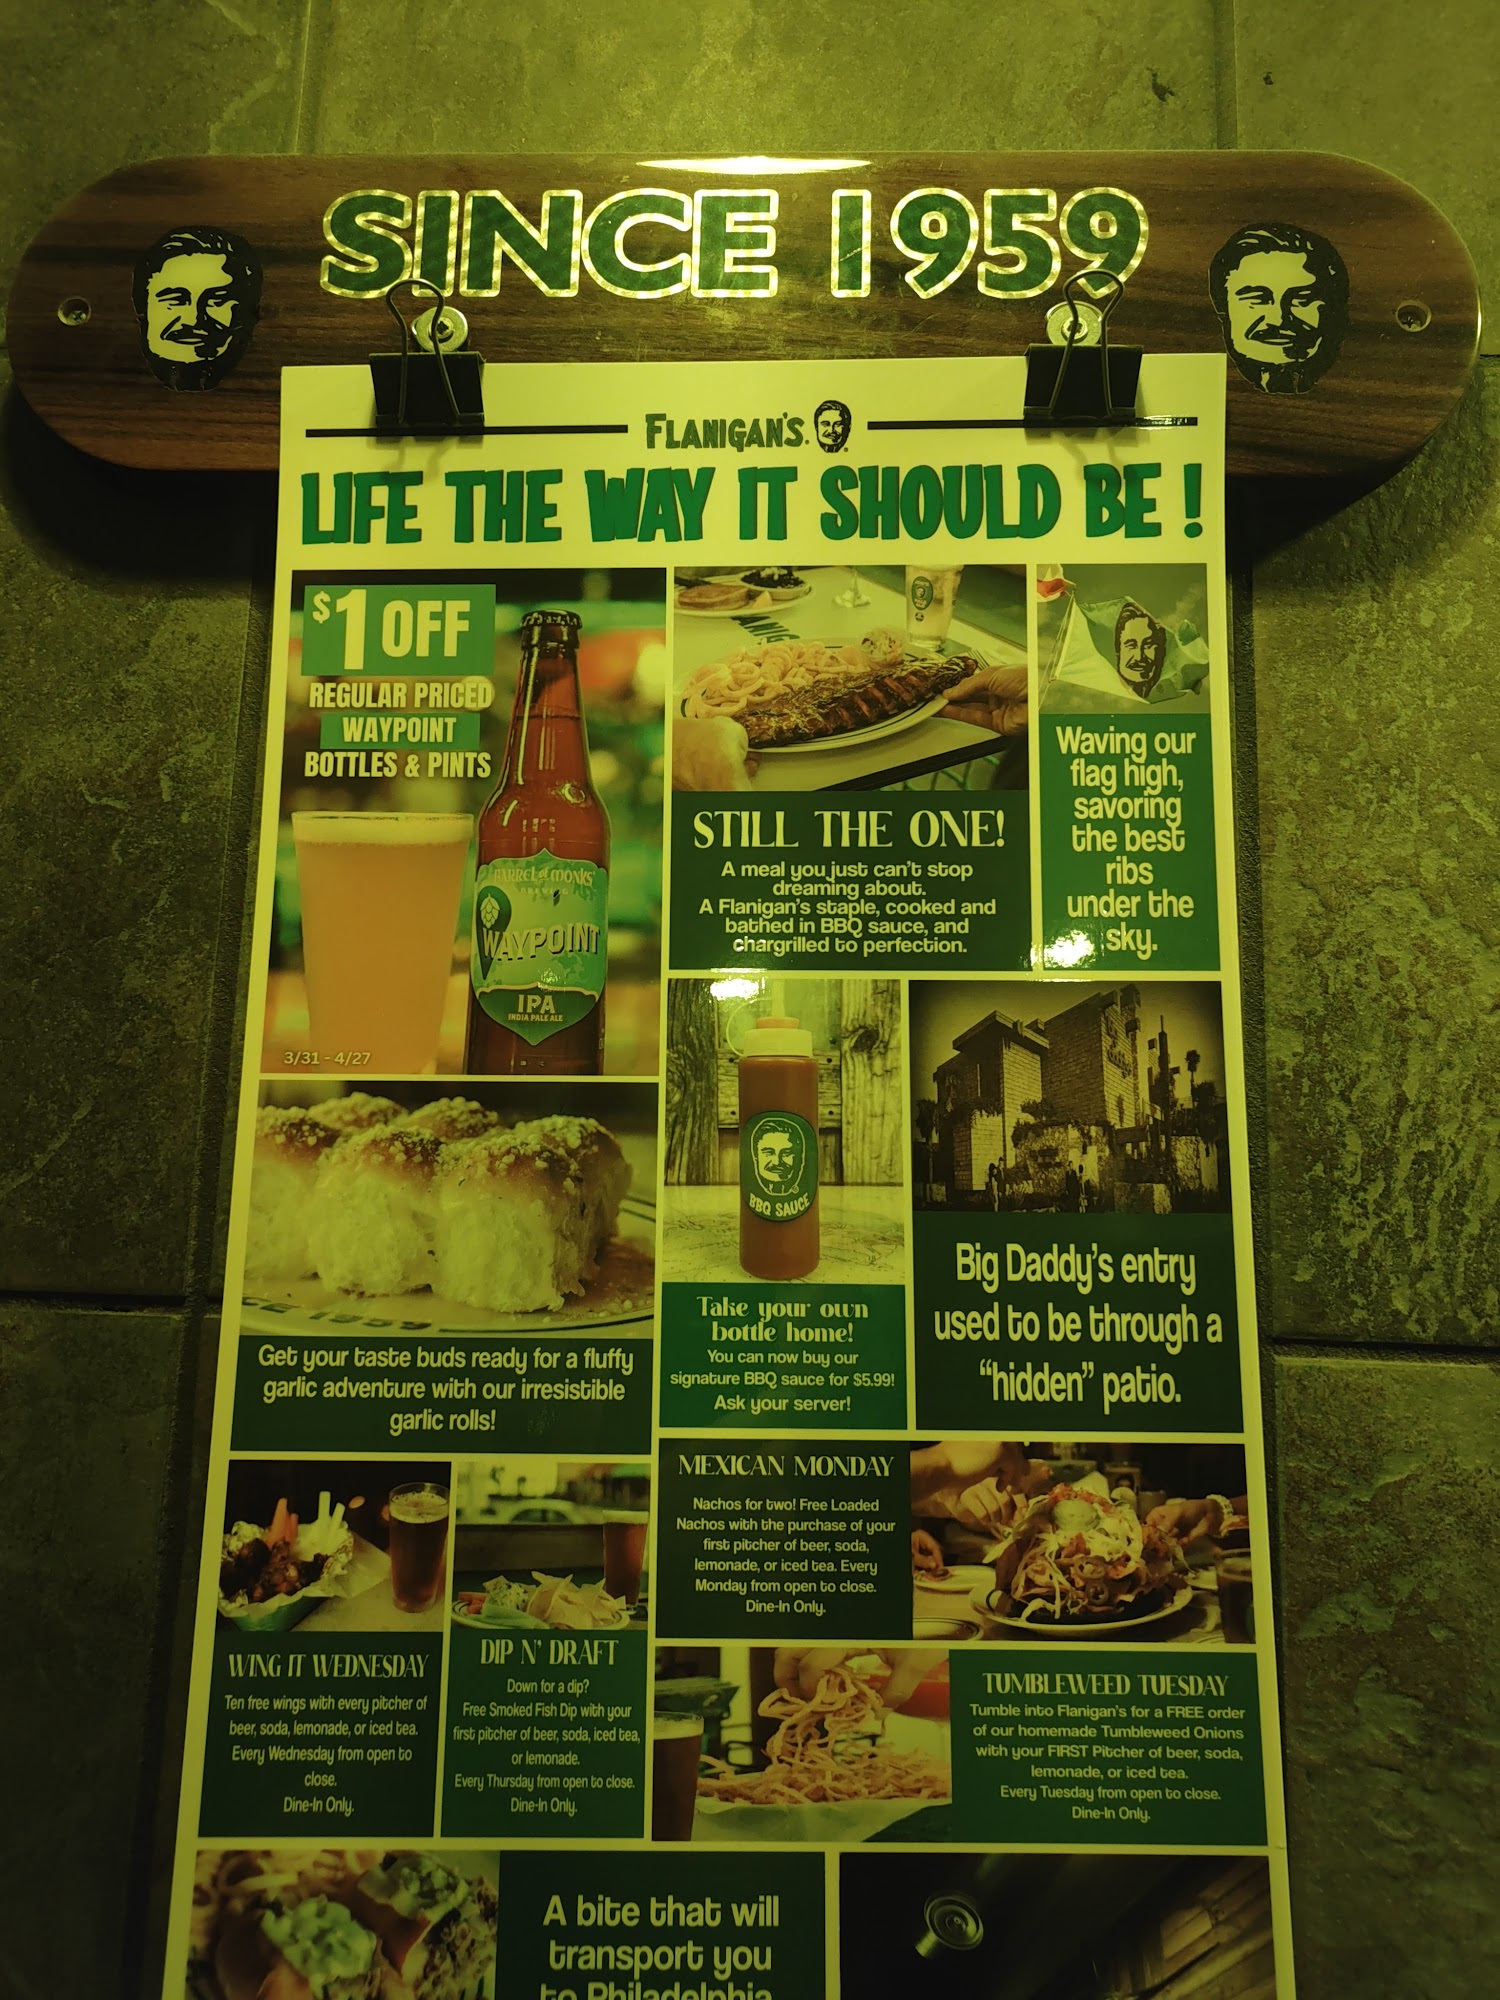 SINCE 1959
FLANIGAN'S.
LIFE THE WAY IT SHOULD BE!
$1 OFF
REGULAR PRICED
WAYPOINT
BOTTLES & PINTS
BARREL of MONKS
BREWING
WAYPOINT
IPA
INDIA PALE ALE
3/31 - 4/27
STILL THE ONE!
A meal you just can't stop
dreaming about.
A Flanigan's staple, cooked and
bathed in BBQ sauce, and
chargrilled to perfection.
Waving our
flag high,
savoring
the best
ribs
under the
sky.
Get your taste buds ready for a fluffy
garlic adventure with our irresistible
garlic rolls!
BBQ SAUCE
Take your own
bottle home!
You can now buy our
signature BBQ sauce for $5.99!
Ask your server!
Big Daddy's entry
used to be through a
"hidden" patio.
MEXICAN MONDAY
Nachos for two! Free Loaded
Nachos with the purchase of your
first pitcher of beer, soda,
lemonade, or iced tea. Every
Monday from open to close.
Dine-In Only.
WING IT WEDNESDAY
Ten free wings with every pitcher of
beer, soda, lemonade, or iced tea.
Every Wednesday from open to
close.
Dine-In Only.
DIP N' DRAFT
Down for a dip?
Free Smoked Fish Dip with your
first pitcher of beer, soda, iced tea,
or lemonade.
Every Thursday from open to close.
Dine-In Only.
TUMBLEWEED TUESDAY
Tumble into Flanigan's for a FREE order
of our homemade Tumbleweed Onions
with your FIRST Pitcher of beer, soda,
lemonade, or iced tea.
Every Tuesday from open to close.
Dine-In Only.
A bite that will
transport you
to Philadelphia